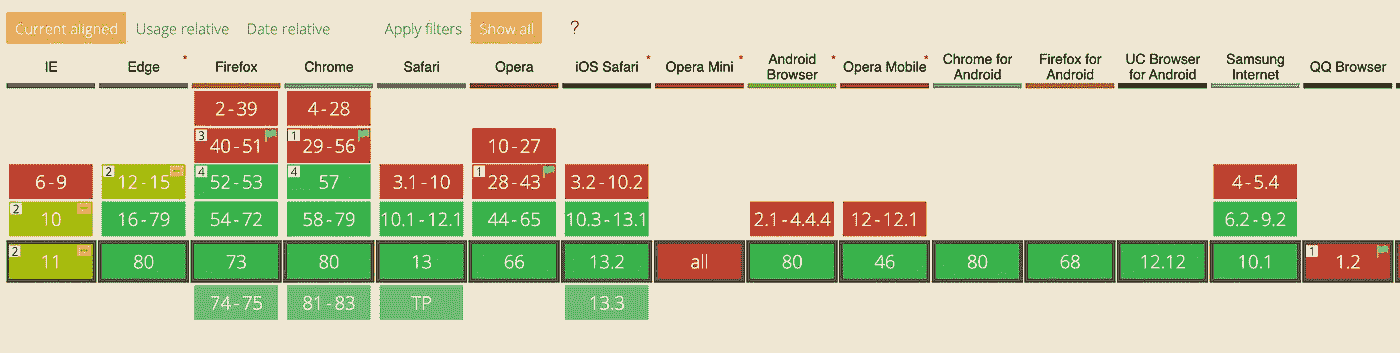 Current aligned Usage relative Date relative Apply filters Show all ?
IE Edge * Firefox Chrome Safari Opera iOS Safari * Opera Mini * Android Browser * Opera Mobile * Chrome for Android Firefox for Android UC Browser for Android Samsung Internet QQ Browser
2-39 4-28
3 40-51 1 29-56 10-27
6-9 2 12-15 4 52-53 4 57 3.1-10 1 28-43 3.2-10.2 4-5.4
2 10 16-79 54-72 58-79 10.1-12.1 44-65 10.3-13.1 2.1-4.4.4 12-12.1 6.2-9.2
2 11 80 73 80 13 66 13.2 all 80 46 80 68 12.12 10.1 1 1.2
74-75 81-83 TP 13.3